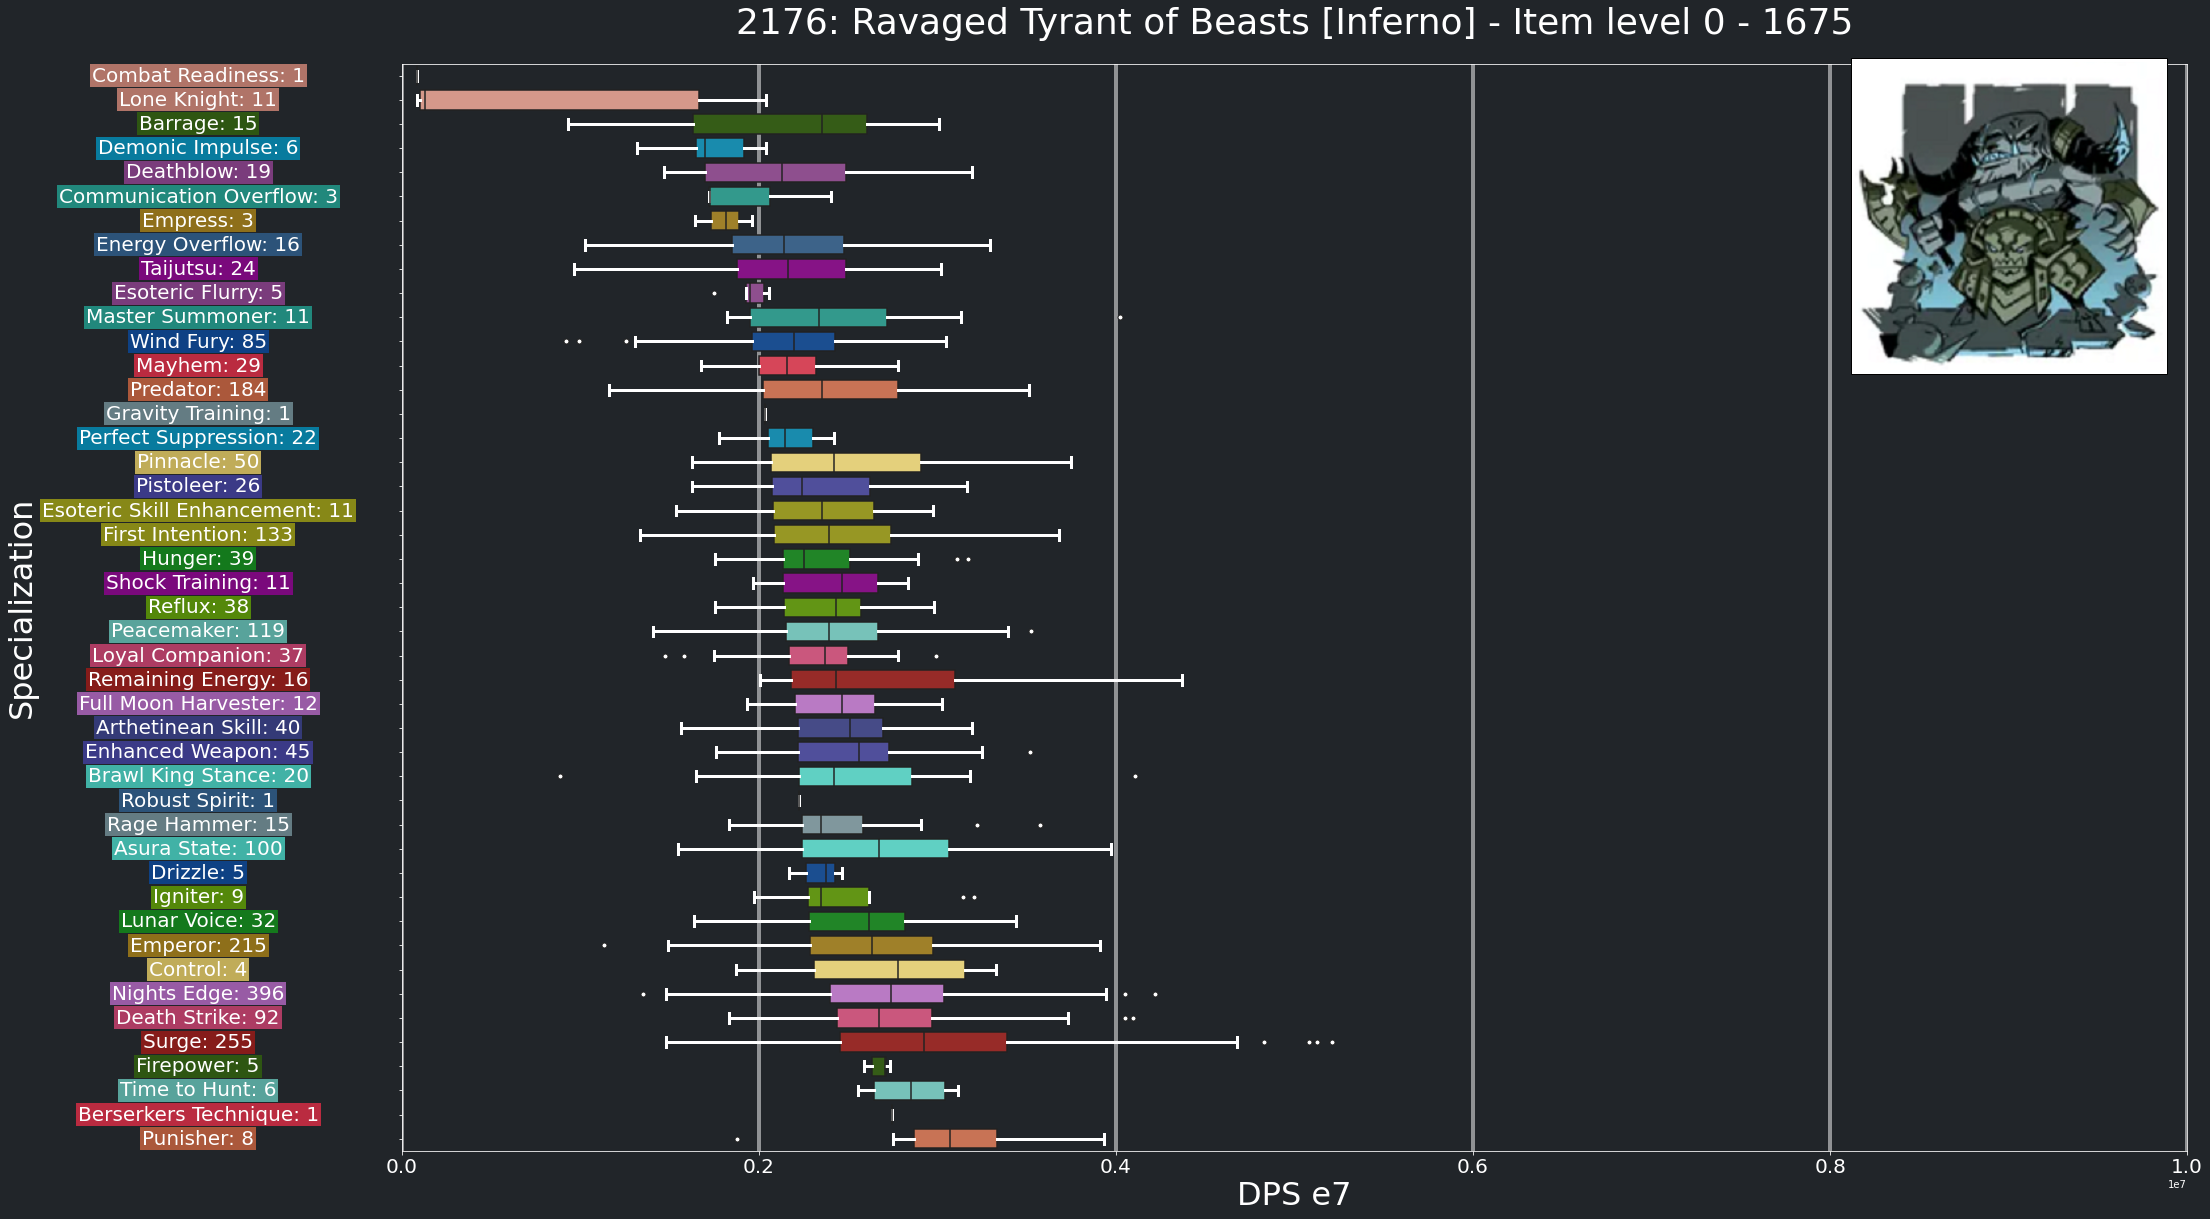 2176: Ravaged Tyrant of Beasts [Inferno] - Item level 0 - 1675
Specialization
Combat Readiness: 1
Lone Knight: 11
Barrage: 15
Demonic Impulse: 6
Deathblow: 19
Communication Overflow: 3
Empress: 3
Energy Overflow: 16
Taijutsu: 24
Esoteric Flurry: 5
Master Summoner: 11
Wind Fury: 85
Mayhem: 29
Predator: 184
Gravity Training: 1
Perfect Suppression: 22
Pinnacle: 50
Pistoleer: 26
Esoteric Skill Enhancement: 11
First Intention: 133
Hunger: 39
Shock Training: 11
Reflux: 38
Peacemaker: 119
Loyal Companion: 37
Remaining Energy: 16
Full Moon Harvester: 12
Arthetinean Skill: 40
Enhanced Weapon: 45
Brawl King Stance: 20
Robust Spirit: 1
Rage Hammer: 15
Asura State: 100
Drizzle: 5
Igniter: 9
Lunar Voice: 32
Emperor: 215
Control: 4
Nights Edge: 396
Death Strike: 92
Surge: 255
Firepower: 5
Time to Hunt: 6
Berserkers Technique: 1
Punisher: 8
0.0 0.2 0.4 0.6 0.8 1.0
1e7
DPS e7